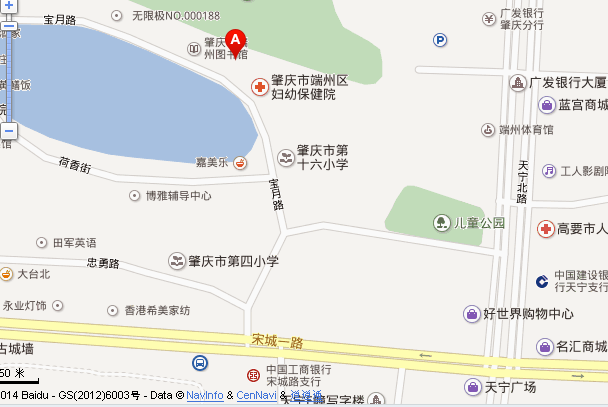 无限极NO.000188
广发银行
肇庆分行
宝月路
州图书馆
肇庆市端州区
妇幼保健院
广发银行大厦
蓝宫商城
端州体育馆
肇庆市第
十六小学
嘉美乐
荷香街
天宁北路
工人影剧院
宝月路
博雅辅导中心
儿童公园
高要市人
田军英语
忠勇路
肇庆市第四小学
大台北
中国建设银
行天宁支行
永业灯饰
香港希美家纺
好世界购物中心
宋城一路
古城墙
名汇商城
50 米
中国工商银行
宋城路支行
天宁广场
014 Baidu - GS(2012)6003号 - Data © NavInfo & CenNavi & 道道通